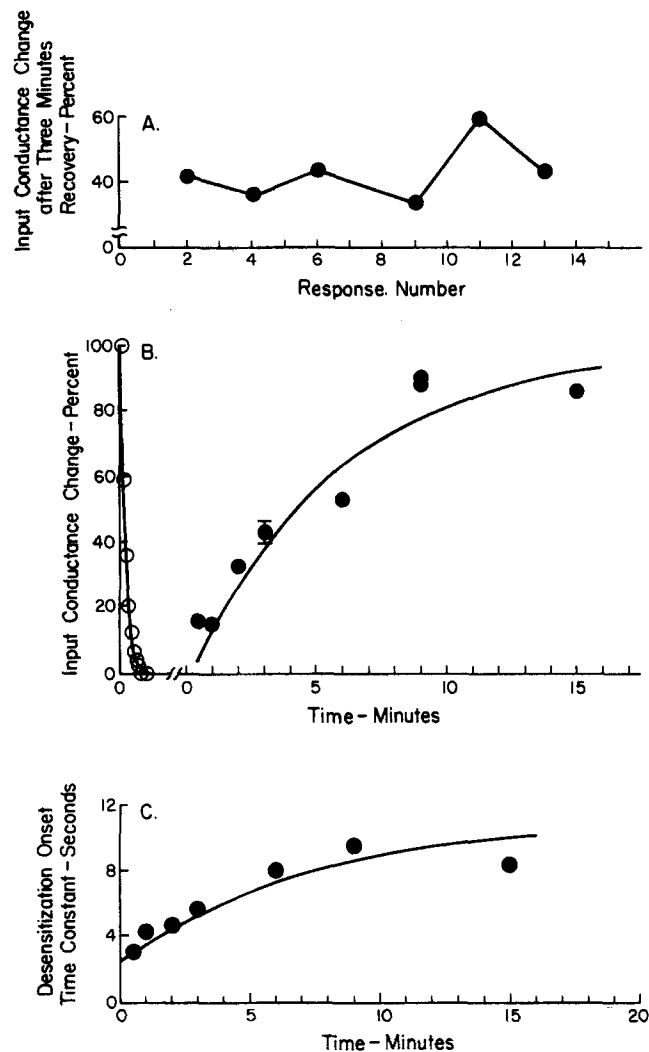 Input Conductance Change
after Three Minutes
Recovery-Percent
A.
60
40
0
0 2 4 6 8 10 12 14
Response. Number
Input Conductance Change-Percent
B.
100
80
60
40
20
0
0 0 5 10 15
Time-Minutes
Desensitization Onset
Time Constant-Seconds
C.
12
8
4
0
0 5 10 15 20
Time-Minutes